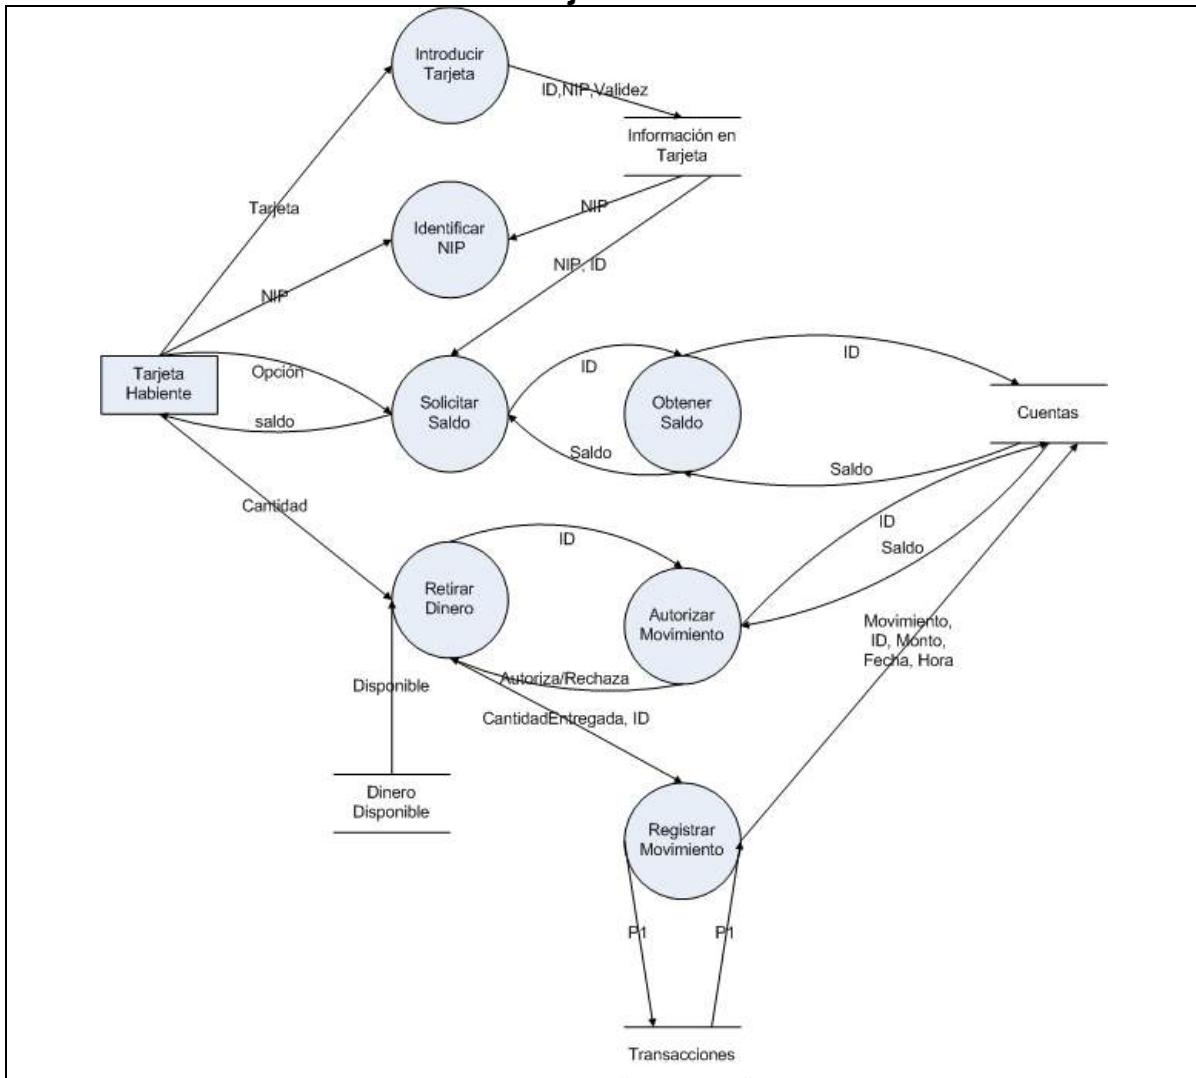 Introducir
Tarjeta
ID,NIP,Validez
Información en
Tarjeta
Tarjeta
Identificar
NIP
NIP
NIP, ID
NIP
Tarjeta
Habiente
Opción
saldo
Solicitar
Saldo
ID
Saldo
Obtener
Saldo
ID
Saldo
Cuentas
Cantidad
Retirar
Dinero
ID
Autorizar
Movimiento
ID
Saldo
Autoriza/Rechaza
Disponible
CantidadEntregada, ID
Movimiento,
ID, Monto,
Fecha, Hora
Dinero
Disponible
Registrar
Movimiento
P1
P1
Transacciones